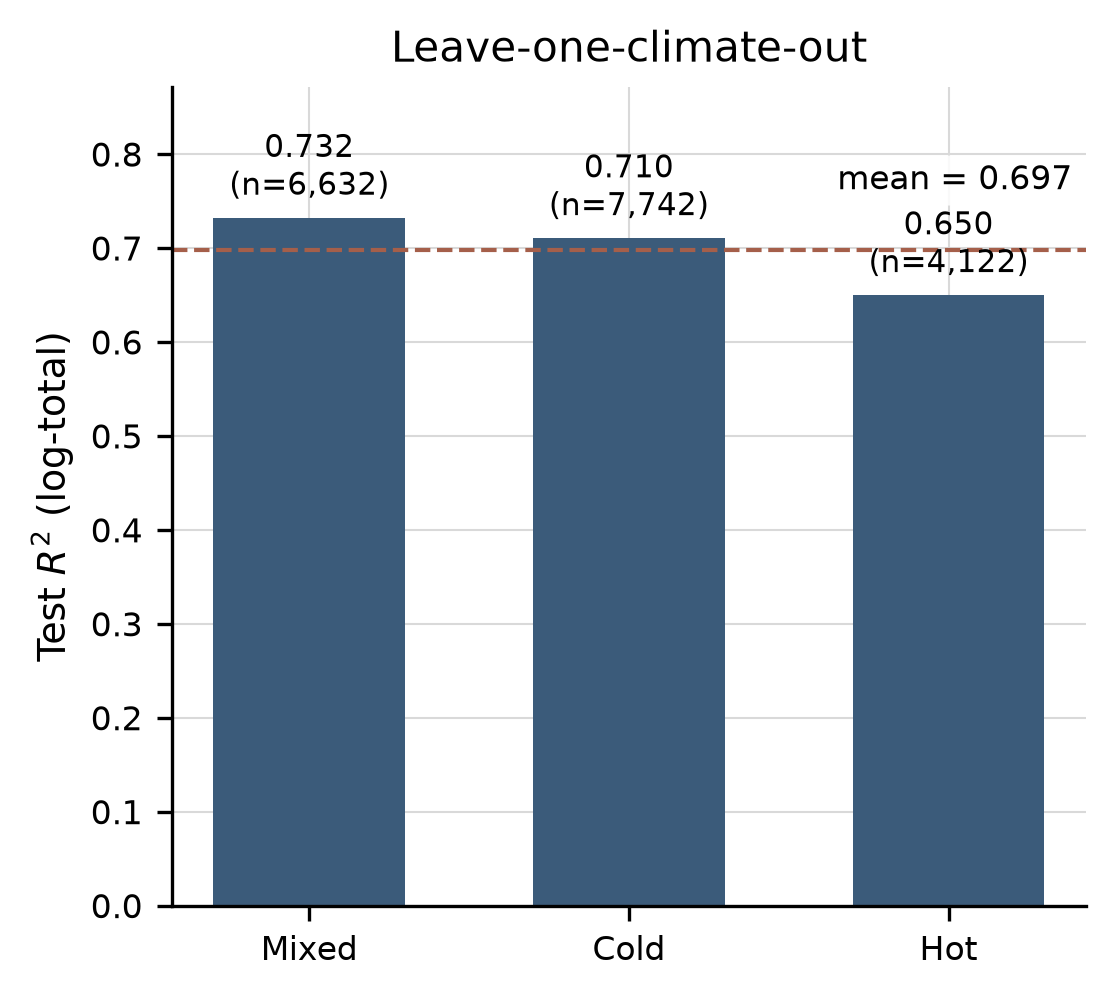 Leave-one-climate-out
Test R² (log-total)
0.8
0.7
0.6
0.5
0.4
0.3
0.2
0.1
0.0
0.732
(n=6,632)
0.710
(n=7,742)
mean = 0.697
0.650
(n=4,122)
Mixed
Cold
Hot